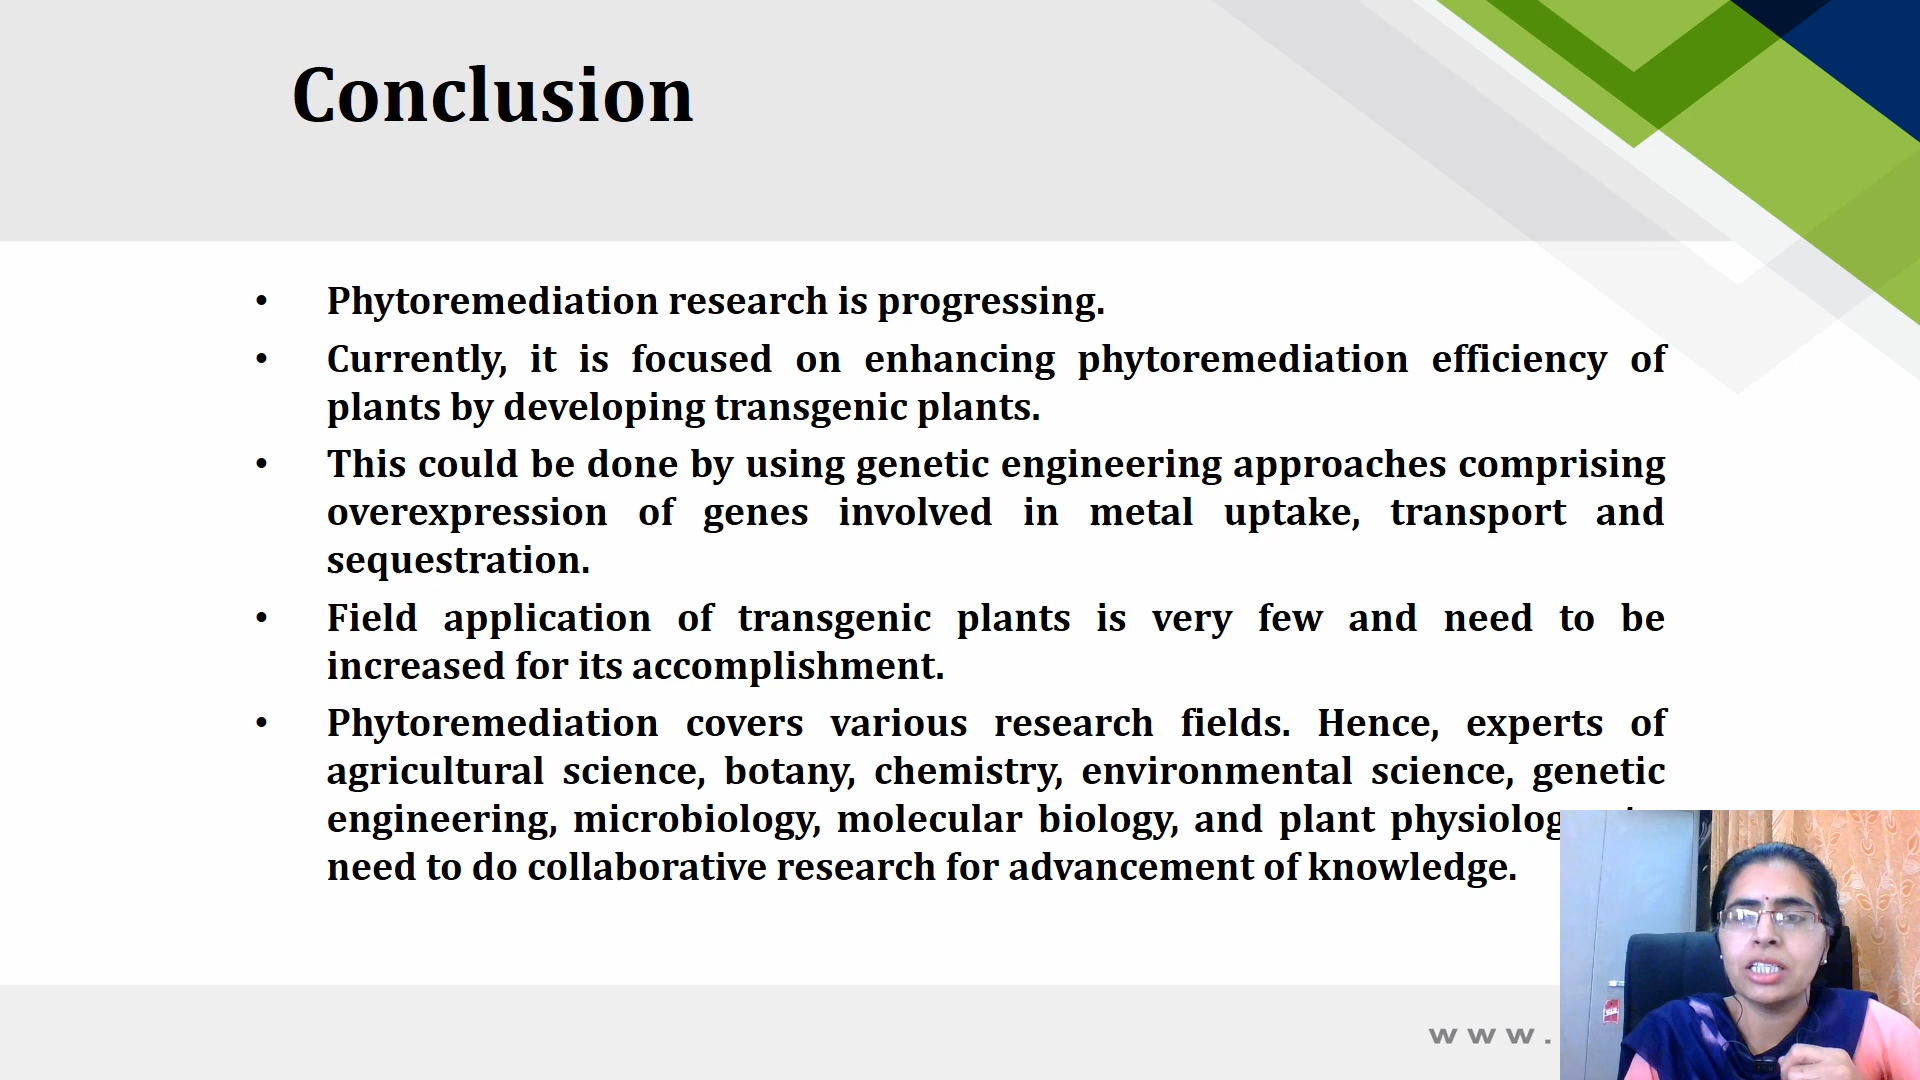 Conclusion
• Phytoremediation research is progressing.
• Currently, it is focused on enhancing phytoremediation efficiency of
plants by developing transgenic plants.
• This could be done by using genetic engineering approaches comprising
overexpression of genes involved in metal uptake, transport and
sequestration.
• Field application of transgenic plants is very few and need to be
increased for its accomplishment.
• Phytoremediation covers various research fields. Hence, experts of
agricultural science, botany, chemistry, environmental science, genetic
engineering, microbiology, molecular biology, and plant
need to do collaborative research for advancement of knowledge.
www.